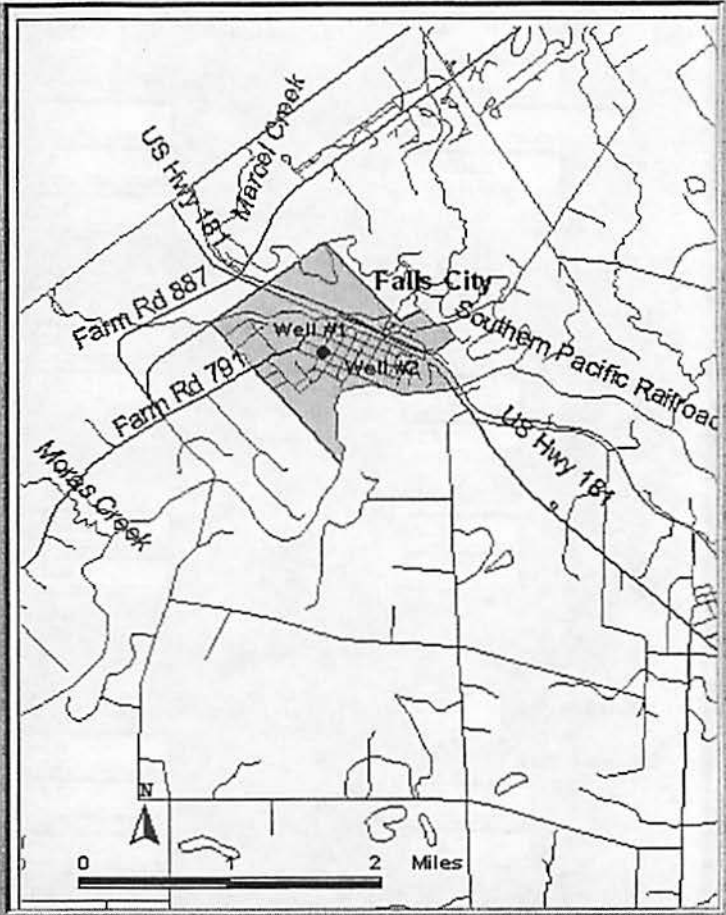 Marcel Creek
US Hwy 181
Falls City
Farm Rd 887
Well #1
Southern Pacific Railroad
Well #2
Farm Rd 791
US Hwy 181
Moras Creek
N
0 1 2 Miles